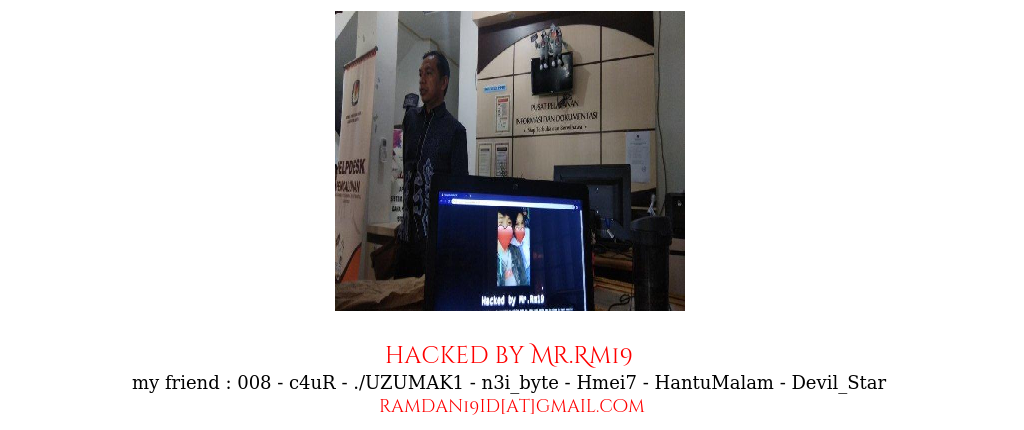 PUSAT PELAYANAN
INFORMASI DAN DOKUMENTASI
HELPDESK
Hacked by Mr.Rm19
HACKED BY MR.RM19
my friend : 008 - c4uR - ./UZUMAK1 - n3i_byte - Hmei7 - HantuMalam - Devil_Star
RAMDAN19ID[AT]GMAIL.COM